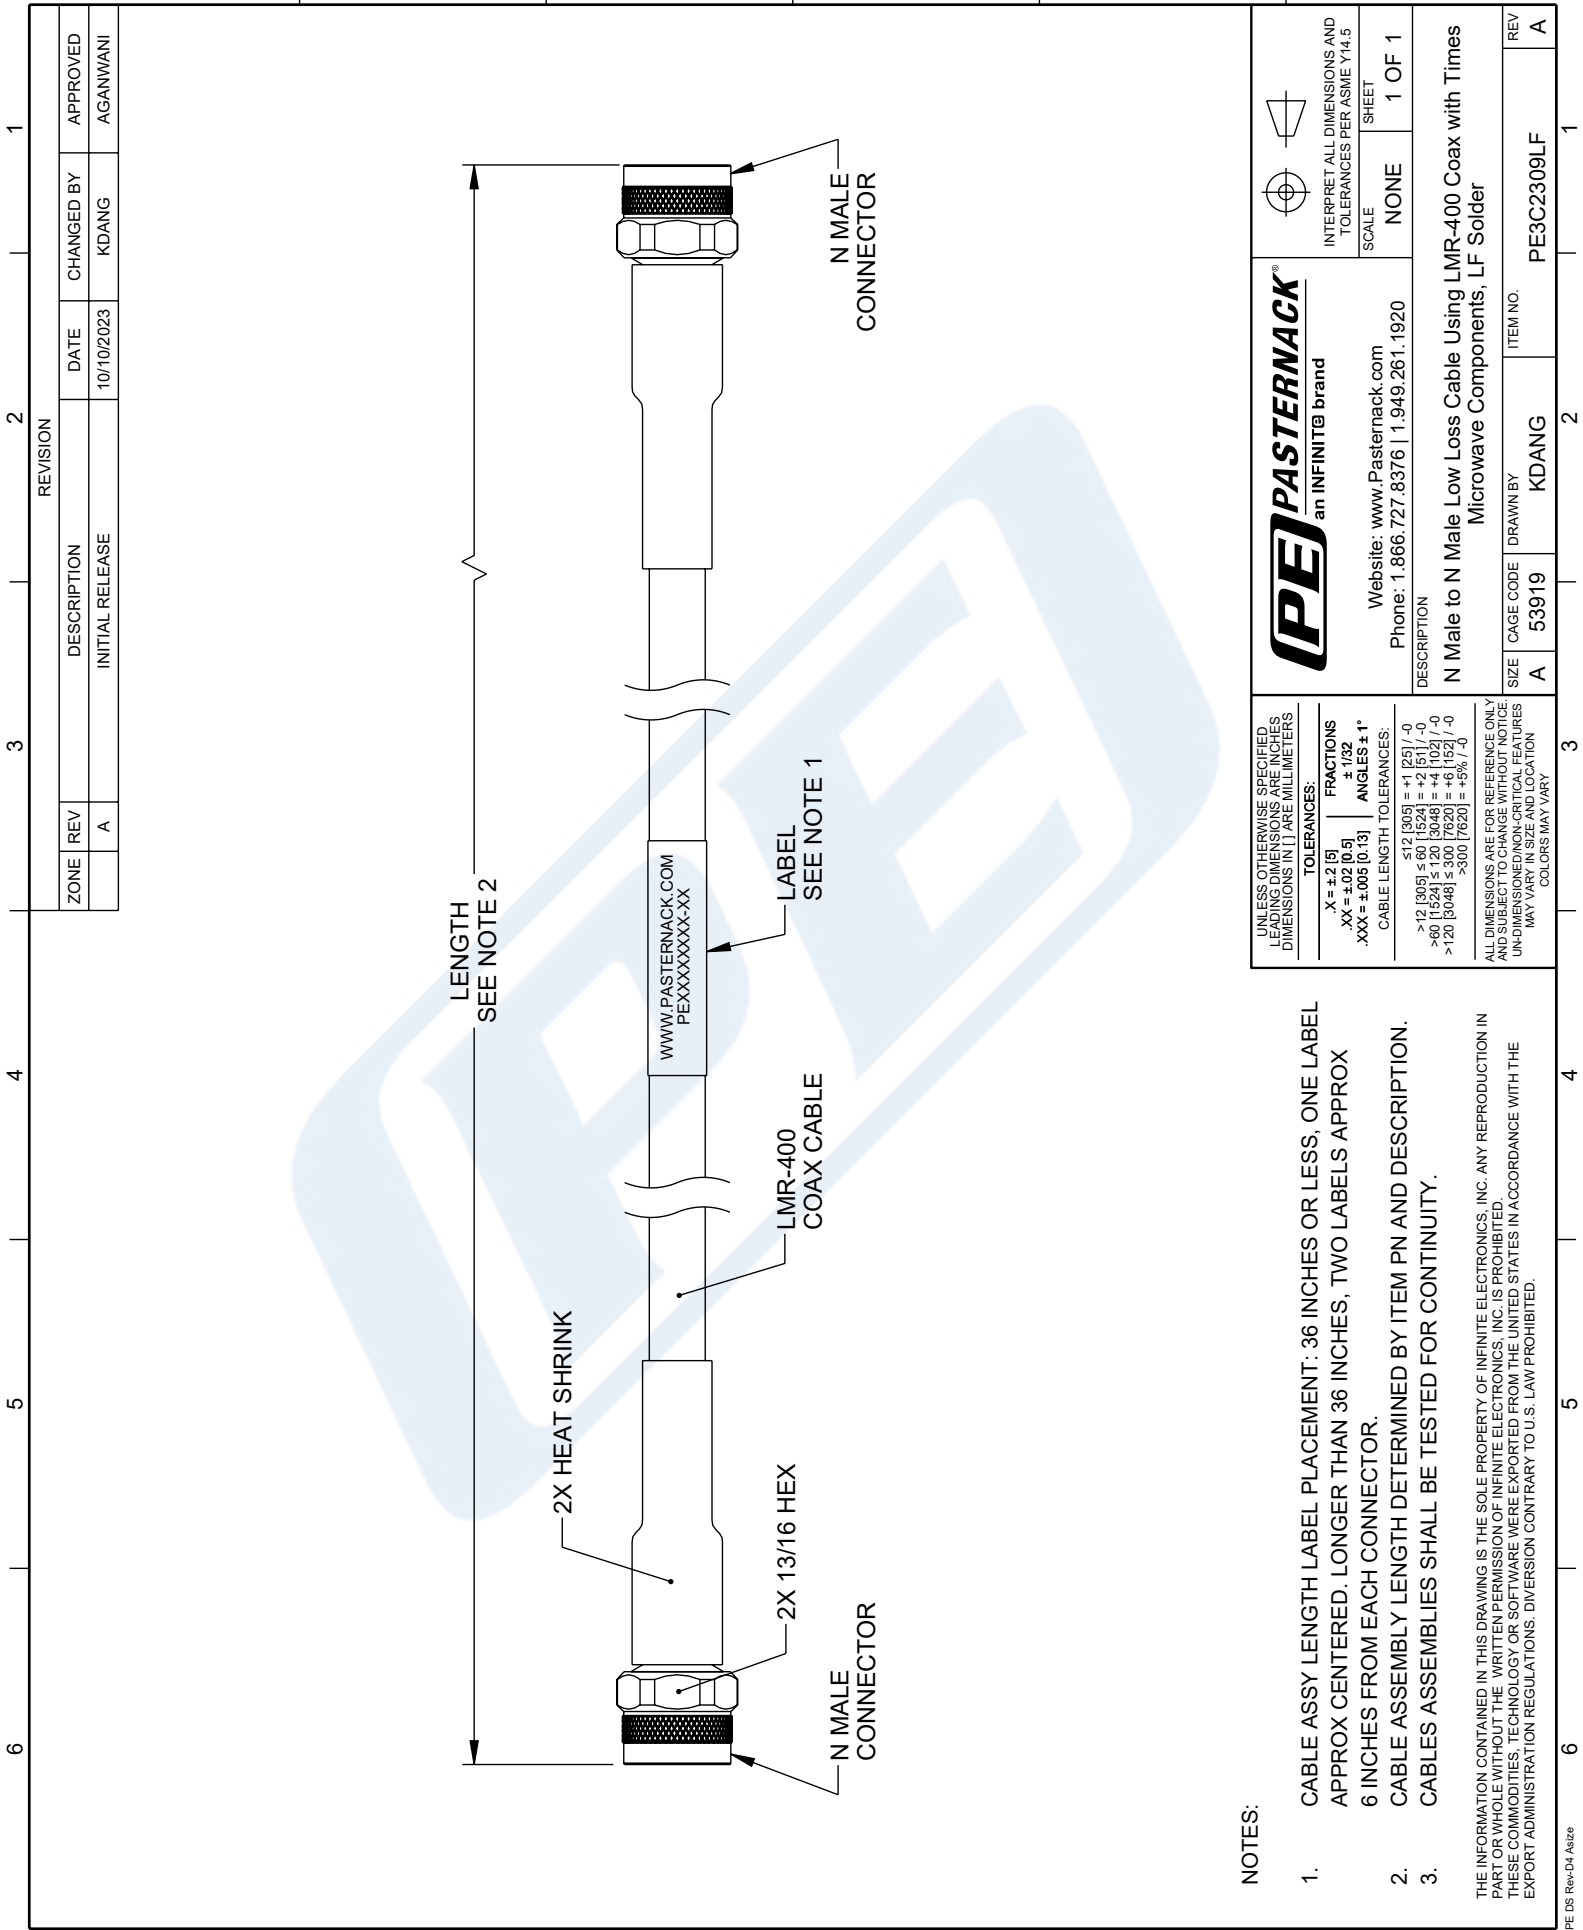 6
5
4
3
2
1
REVISION
ZONE REV DESCRIPTION DATE CHANGED BY APPROVED
A INITIAL RELEASE 10/10/2023 KDANG AGANWANI
LENGTH
SEE NOTE 2
2X HEAT SHRINK
WWW.PASTERNACK.COM
PEXXXXXXXX-XX
N MALE
CONNECTOR
2X 13/16 HEX
LMR-400
COAX CABLE
LABEL
SEE NOTE 1
N MALE
CONNECTOR
NOTES:
1. CABLE ASSY LENGTH LABEL PLACEMENT: 36 INCHES OR LESS, ONE LABEL
APPROX CENTERED. LONGER THAN 36 INCHES, TWO LABELS APPROX
6 INCHES FROM EACH CONNECTOR.
2. CABLE ASSEMBLY LENGTH DETERMINED BY ITEM PN AND DESCRIPTION.
3. CABLES ASSEMBLIES SHALL BE TESTED FOR CONTINUITY.
THE INFORMATION CONTAINED IN THIS DRAWING IS THE SOLE PROPERTY OF INFINITE ELECTRONICS, INC. ANY REPRODUCTION IN
PART OR WHOLE WITHOUT THE WRITTEN PERMISSION OF INFINITE ELECTRONICS, INC. IS PROHIBITED.
THESE COMMODITIES, TECHNOLOGY OR SOFTWARE WERE EXPORTED FROM THE UNITED STATES IN ACCORDANCE WITH THE
EXPORT ADMINISTRATION REGULATIONS. DIVERSION CONTRARY TO U.S. LAW PROHIBITED.
UNLESS OTHERWISE SPECIFIED
LEADING DIMENSIONS ARE INCHES
DIMENSIONS IN [ ] ARE MILLIMETERS
TOLERANCES:
.X = ±.2 [5]
.XX = ±.02 [0.5]
.XXX = ±.005 [0.13]
FRACTIONS
± 1/32
ANGLES ± 1°
CABLE LENGTH TOLERANCES:
≤12 [305] = +1 [25] / -0
>12 [305] ≤ 60 [1524] = +2 [51] / -0
>60 [1524] ≤ 120 [3048] = +4 [102] / -0
>120 [3048] ≤ 300 [7620] = +6 [152] / -0
>300 [7620] = +5% / -0
ALL DIMENSIONS ARE FOR REFERENCE ONLY
AND SUBJECT TO CHANGE WITHOUT NOTICE.
UN-DIMENSIONED/NON-CRITICAL FEATURES
MAY VARY IN SIZE AND LOCATION
COLORS MAY VARY
PE PASTERNACK®
an INFINITE brand
Website: www.Pasternack.com
Phone: 1.866.727.8376 | 1.949.261.1920
INTERPRET ALL DIMENSIONS AND
TOLERANCES PER ASME Y14.5
SCALE SHEET
NONE 1 OF 1
DESCRIPTION
N Male to N Male Low Loss Cable Using LMR-400 Coax with Times
Microwave Components, LF Solder
SIZE CAGE CODE DRAWN BY ITEM NO. REV
A 53919 KDANG PE3C2309LF A
PE DS Rev-D4 Asize
6
5
4
3
2
1
PE